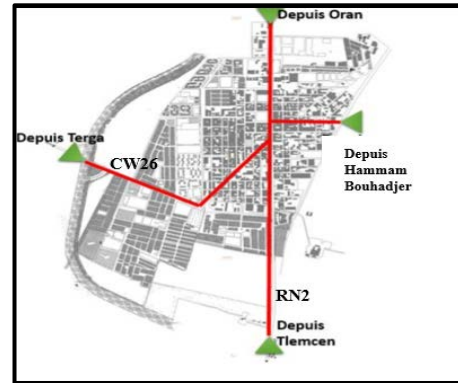 Depuis Oran
Depuis Terga
CW26
Depuis
Hammam
Bouhadjer
RN2
Depuis
Tlemcen